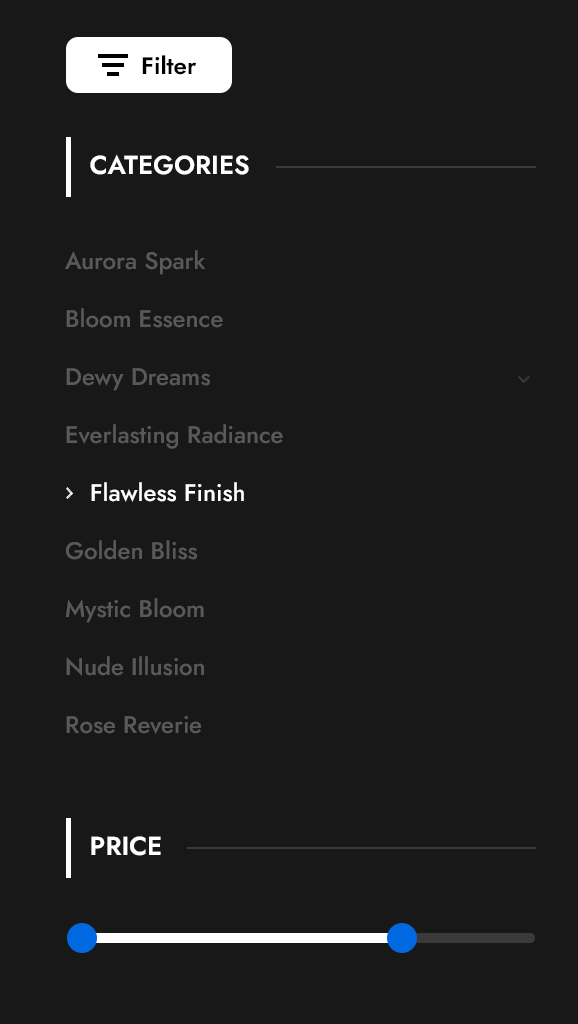 Filter
CATEGORIES
Aurora Spark
Bloom Essence
Dewy Dreams
Everlasting Radiance
Flawless Finish
Golden Bliss
Mystic Bloom
Nude Illusion
Rose Reverie
PRICE